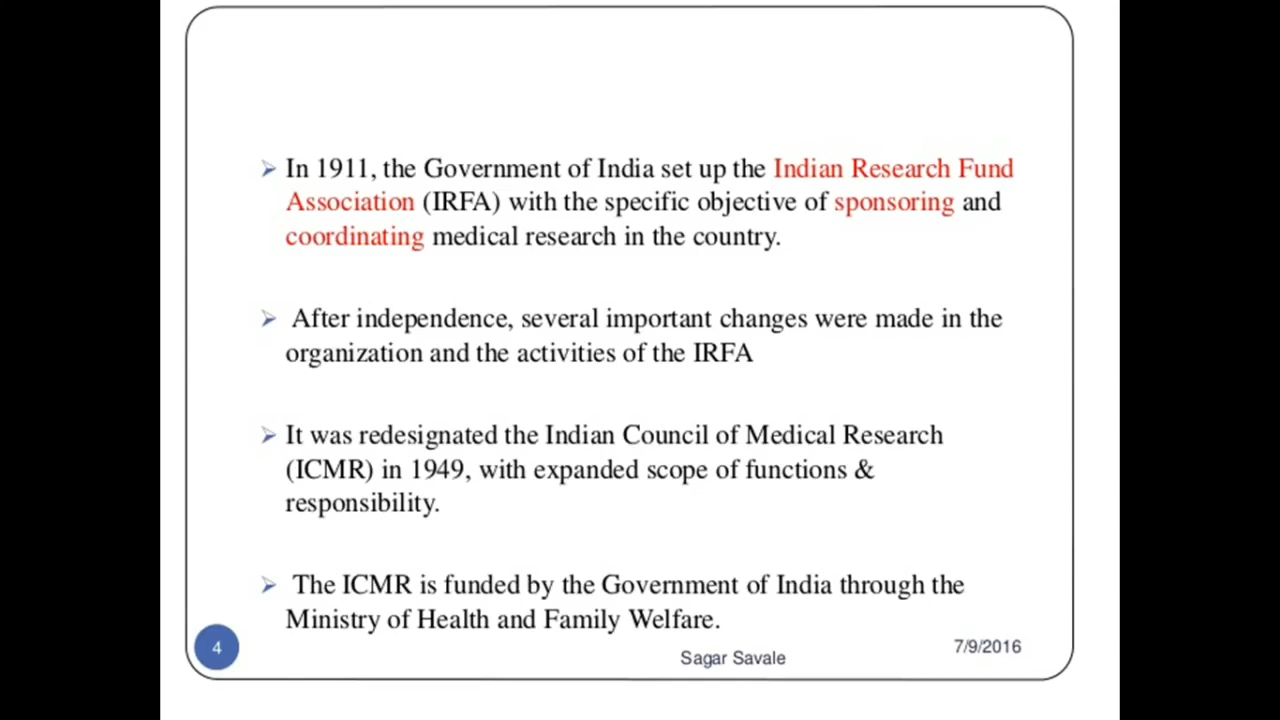 ➢ In 1911, the Government of India set up the Indian Research Fund
Association (IRFA) with the specific objective of sponsoring and
coordinating medical research in the country.
➢ After independence, several important changes were made in the
organization and the activities of the IRFA
➢ It was redesignated the Indian Council of Medical Research
(ICMR) in 1949, with expanded scope of functions &
responsibility.
➢ The ICMR is funded by the Government of India through the
Ministry of Health and Family Welfare.
4
Sagar Savale
7/9/2016